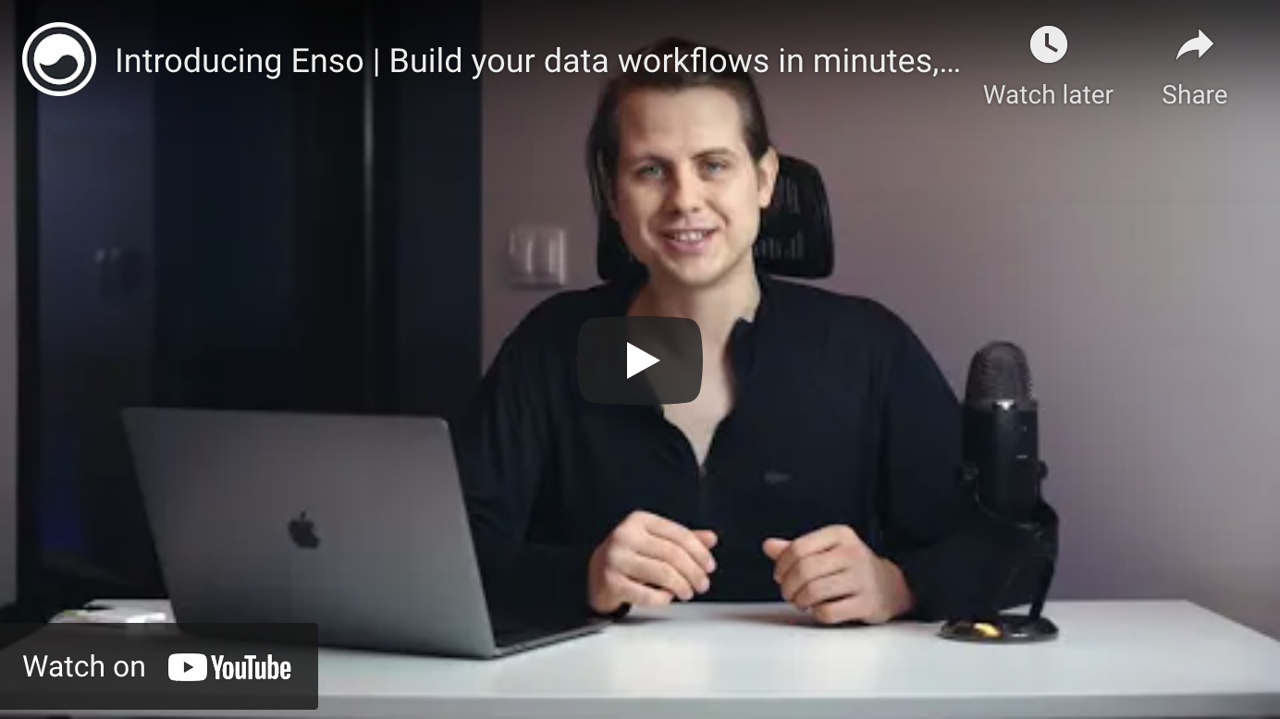 Introducing Enso | Build your data workflows in minutes,...
Watch later
Share
Watch on YouTube